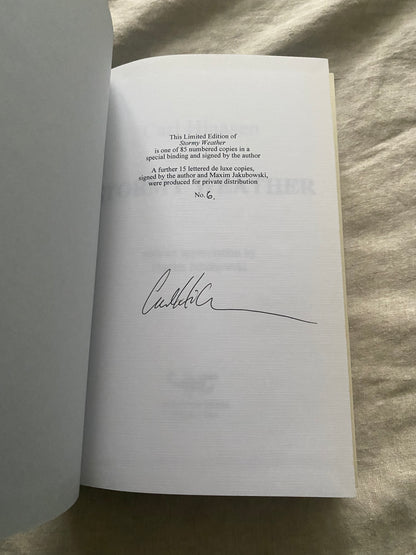 This Limited Edition of
Stormy Weather
is one of 85 numbered copies in a
special binding and signed by the author
A further 15 lettered de luxe copies,
signed by the author and Maxim Jakubowski,
were produced for private distribution
No. 6.